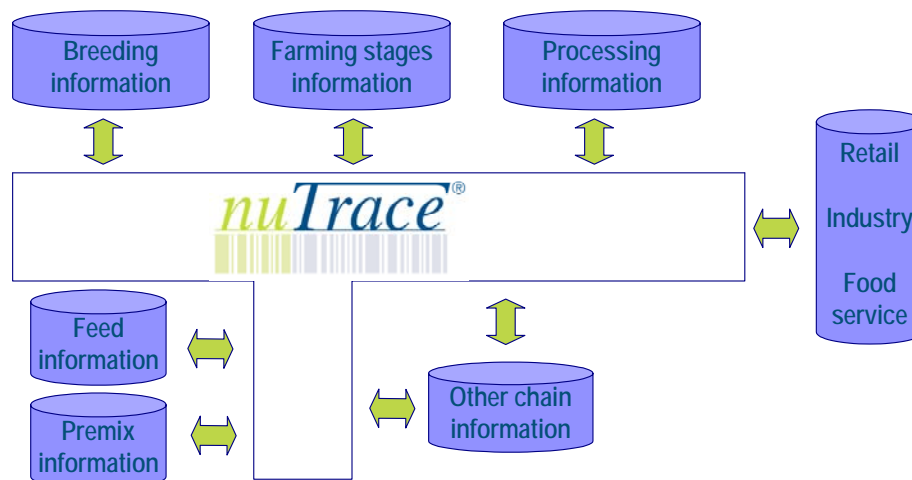 Breeding
information
Farming stages
information
Processing
information
Retail
Industry
Food
service
nuTrace®
Feed
information
Premix
information
Other chain
information